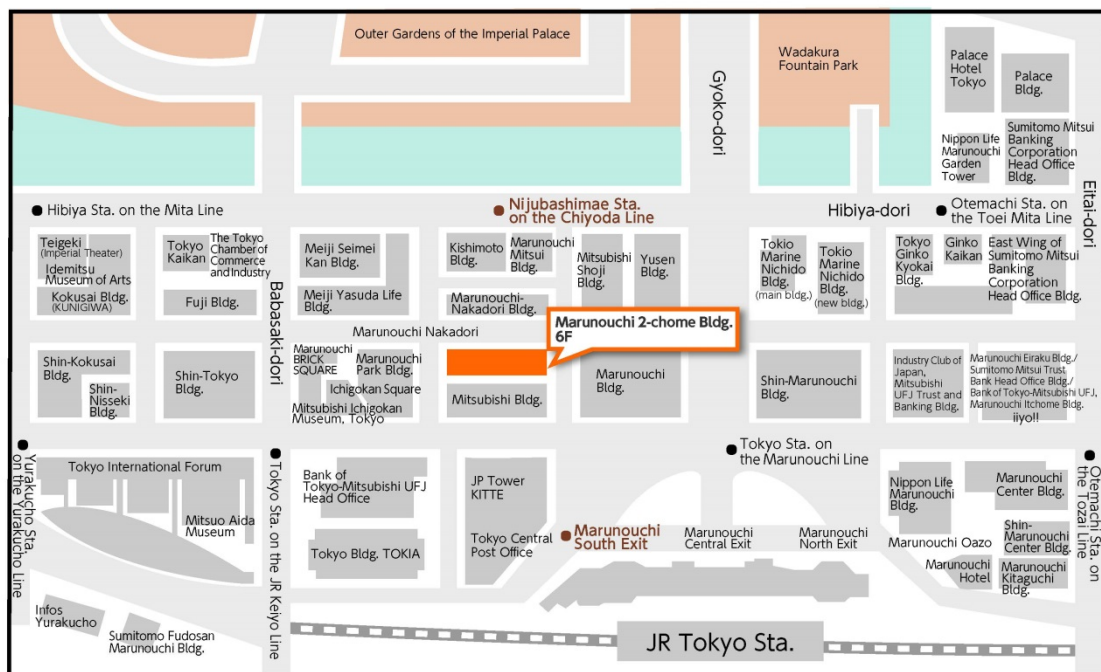 Outer Gardens of the Imperial Palace
Gyoko-dori
Wadakura
Fountain Park
Palace
Hotel
Tokyo
Palace
Bldg.
Nippon Life
Marunouchi
Garden
Tower
Sumitomo Mitsui
Banking
Corporation
Head Office
Bldg.
Eitai-dori
Hibiya Sta. on the Mita Line
Nijubashimae Sta.
on the Chiyoda Line
Hibiya-dori
Otemachi Sta. on
the Toei Mita Line
Teigeki
(Imperial Theater)
Idemitsu
Museum of Arts
Kokusai Bldg.
(KUNIGIWA)
Tokyo
Kaikan
The Tokyo
Chamber of
Commerce
and Industry
Fuji Bldg.
Babasaki-dori
Meiji Seimei
Kan Bldg.
Meiji Yasuda Life Bldg.
Kishimoto
Bldg.
Marunouchi
Mitsui
Bldg.
Marunouchi-
Nakadori Bldg.
Mitsubishi
Shoji Bldg.
Yusen
Bldg.
Tokio
Marine
Nichido
Bldg.
(main bldg.)
Tokio
Marine
Nichido
Bldg.
(new bldg.)
Tokyo
Ginko
Kyokai
Bldg.
Ginko
Kaikan
East Wing of
Sumitomo Mitsui
Banking
Corporation
Head Office Bldg.
Marunouchi Nakadori
Marunouchi 2-chome Bldg.
6F
Shin-Kokusai
Bldg.
Shin-
Nisseki
Bldg.
Shin-Tokyo
Bldg.
Marunouchi
BRICK
SQUARE
Marunouchi
Park Bldg.
Ichigokan Square
Mitsubishi Ichigokan
Museum, Tokyo
Mitsubishi Bldg.
Marunouchi
Bldg.
Shin-Marunouchi
Bldg.
Industry Club of
Japan,
Mitsubishi
UFJ Trust and
Banking Bldg.
Marunouchi Eiraku Bldg./
Sumitomo Mitsui Trust
Bank Head Office Bldg./
Bank of Tokyo-Mitsubishi UFJ,
Marunouchi Itchome Bldg.
iiyo!!
Yurakucho Sta.
on the Yurakucho Line
Tokyo International Forum
Mitsuo Aida
Museum
Tokyo Sta. on the JR Keiyo Line
Bank of
Tokyo-Mitsubishi UFJ
Head Office
Tokyo Bldg. TOKIA
JP Tower
KITTE
Tokyo Central
Post Office
Tokyo Sta. on
the Marunouchi Line
Marunouchi
South Exit
Marunouchi
Central Exit
Marunouchi
North Exit
Nippon Life
Marunouchi
Bldg.
Marunouchi
Center Bldg.
Marunouchi Oazo
Shin-
Marunouchi
Center Bldg.
Marunouchi
Hotel
Marunouchi
Kitaguchi Bldg.
Otemachi Sta. on
the Tozai Line
Infos
Yurakucho
Sumitomo Fudosan
Marunouchi Bldg.
JR Tokyo Sta.